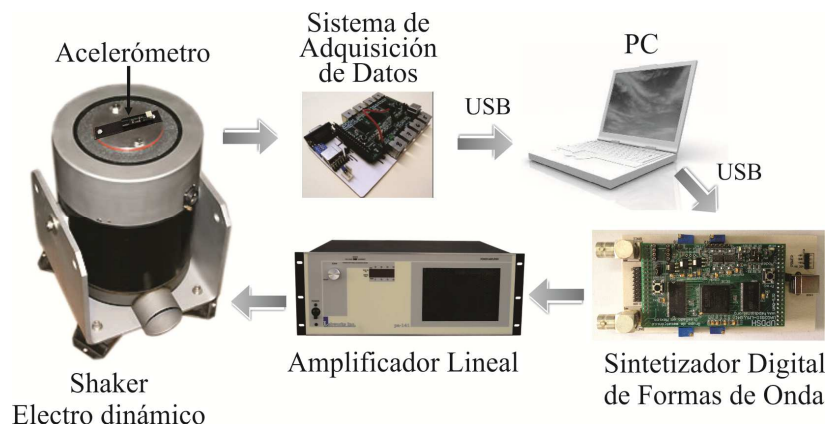 Acelerómetro
Sistema de
Adquisición
de Datos
USB
PC
USB
Shaker
Electro dinámico
Amplificador Lineal
Sintetizador Digital
de Formas de Onda